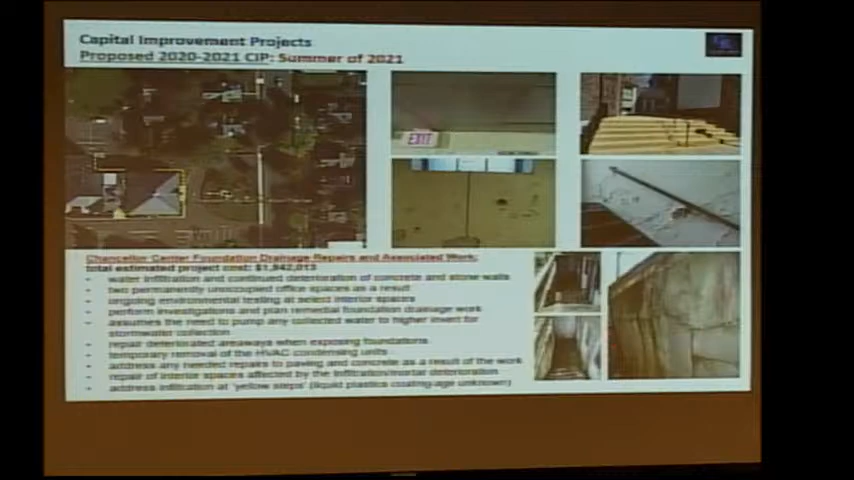 Capital Improvement Projects
Proposed 2020-2021 CIP: Summer of 2021
EXIT
Chancellor Center Foundation Drainage Repairs and Associated Work:
total estimated project cost: $1,942,013
- water infiltration and continued deterioration of concrete and stone walls
- two permanently unoccupied office spaces as a result
- ongoing environmental testing at select interior spaces
- perform investigations and plan remedial foundation drainage work
- assumes the need to pump any collected water to higher invert for
stormwater collection
- repair deteriorated areaways when exposing foundations
- temporary removal of the HVAC condensing units
- address any needed repairs to paving and concrete as a result of the work
- repair of interior spaces affected by the infiltration/mortar deterioration
- address infiltration at 'yellow steps' (liquid plastics coating-age unknown)